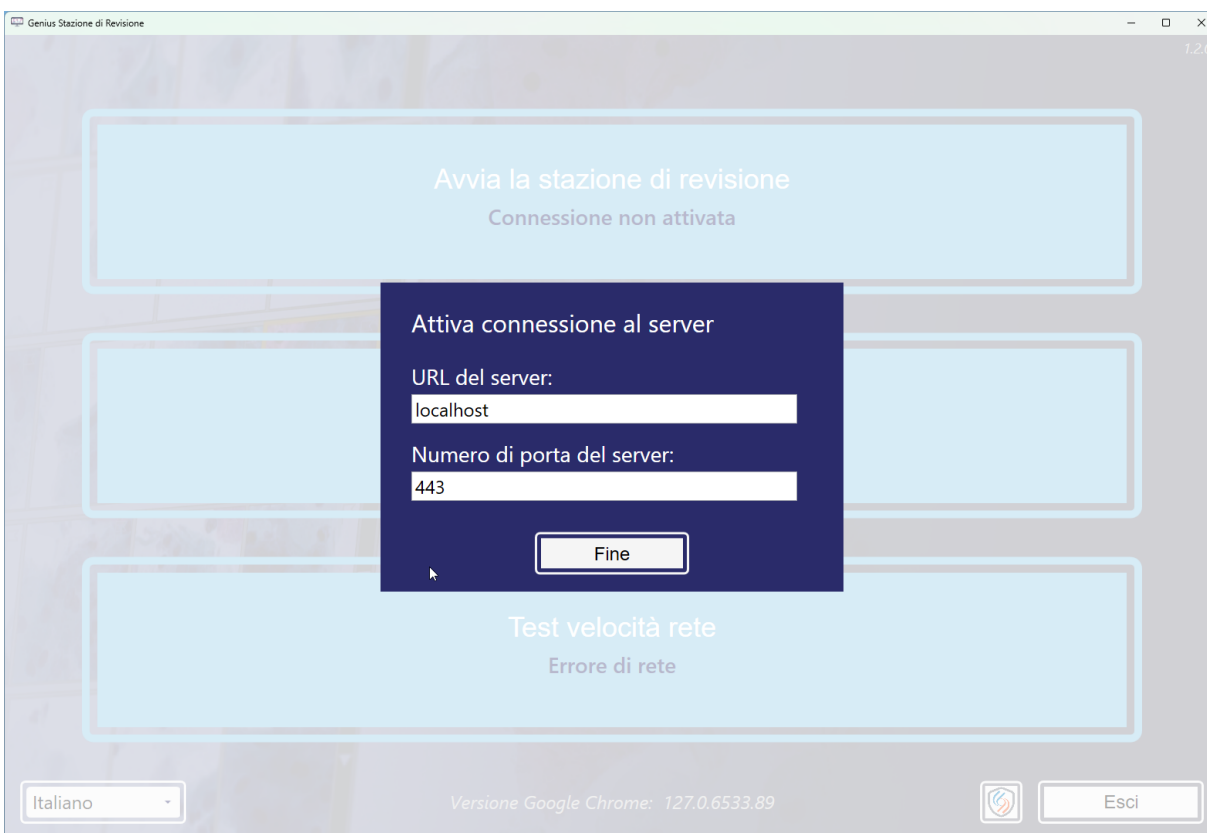 Genius Stazione di Revisione
1.2.
Avvia la stazione di revisione
Connessione non attivata
Attiva connessione al server
URL del server:
localhost
Numero di porta del server:
443
Fine
Test velocità rete
Errore di rete
Italiano
Versione Google Chrome: 127.0.6533.89
Esci